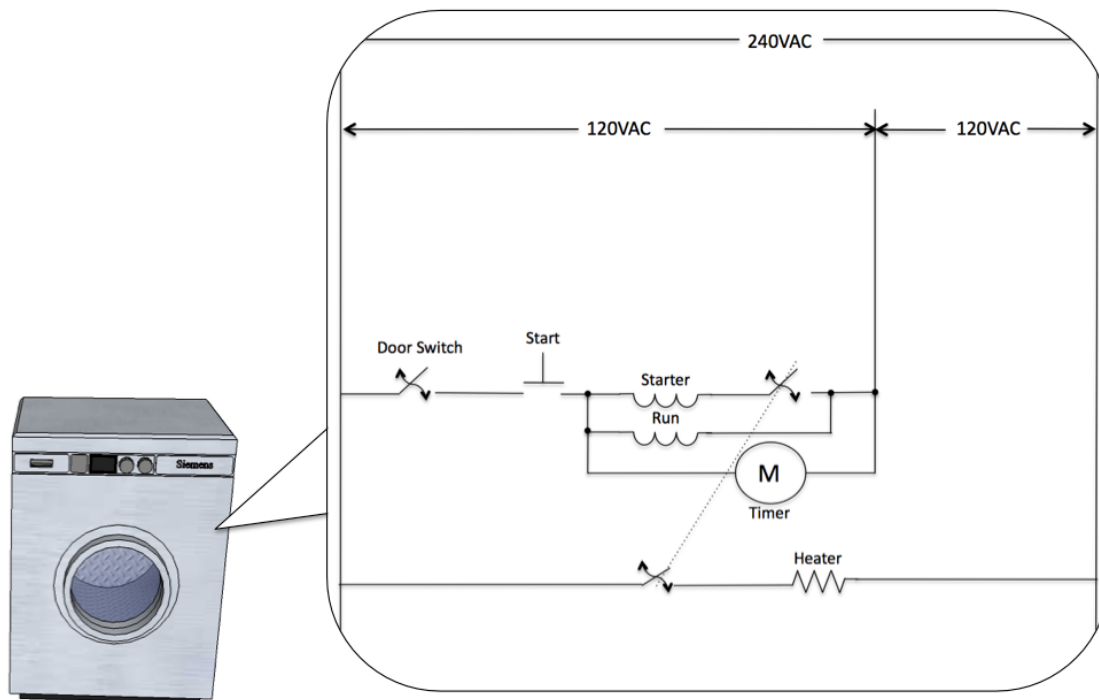 240VAC
120VAC
120VAC
Start
Door Switch
Starter
Run
M
Timer
Heater
Siemens